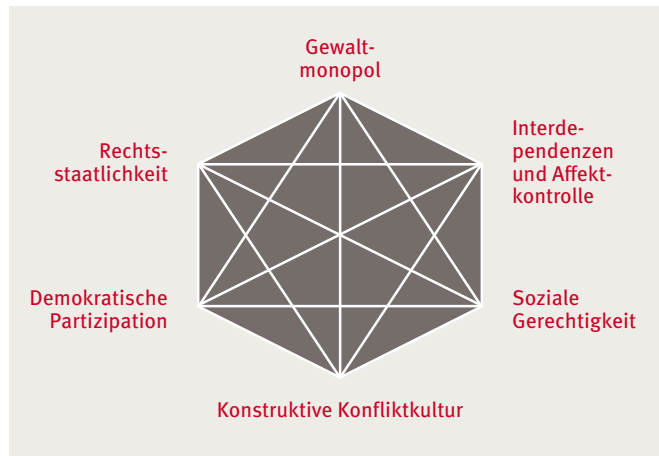 Gewalt-
monopol
Rechts-
staatlichkeit
Interde-
pendenzen
und Affekt-
kontrolle
Demokratische
Partizipation
Soziale
Gerechtigkeit
Konstruktive Konfliktkultur